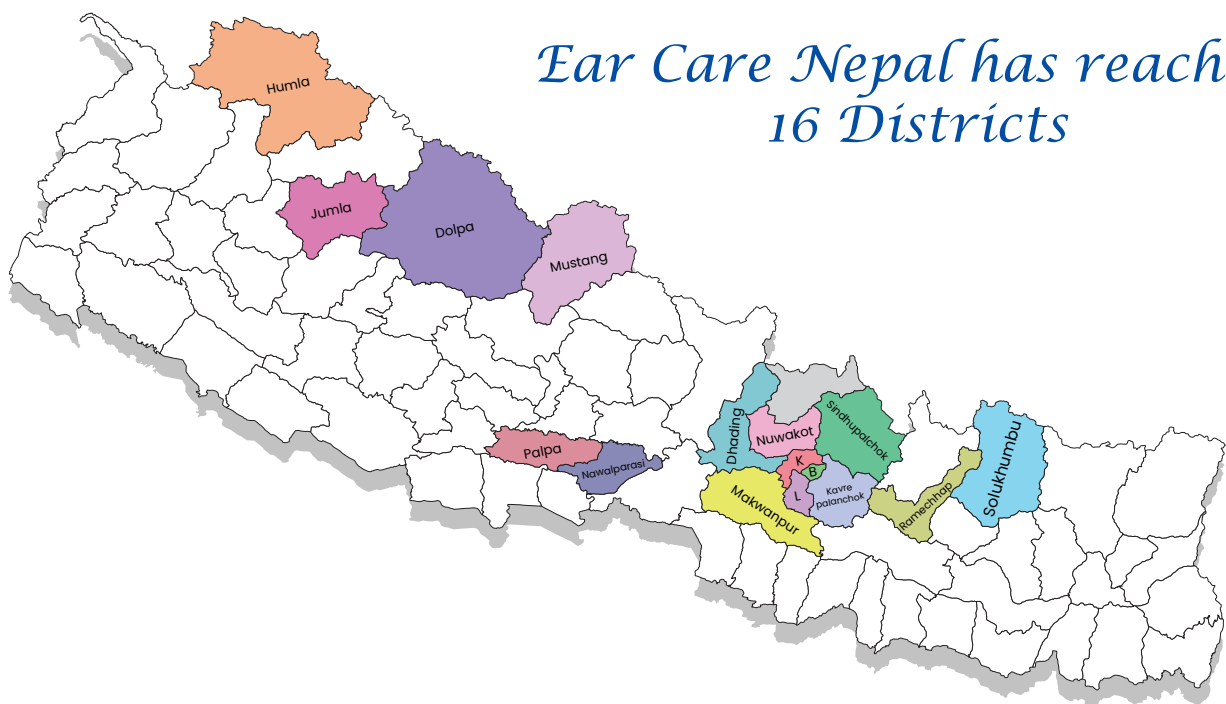 Ear Care Nepal has reach
16 Districts
Humla
Jumla
Dolpa
Mustang
Dhading
Nuwakot
Sindhupalchok
Palpa
Nawalparasi
K
B
L
Kavre
palanchok
Makwanpur
Ramechhap
Solukhumbu